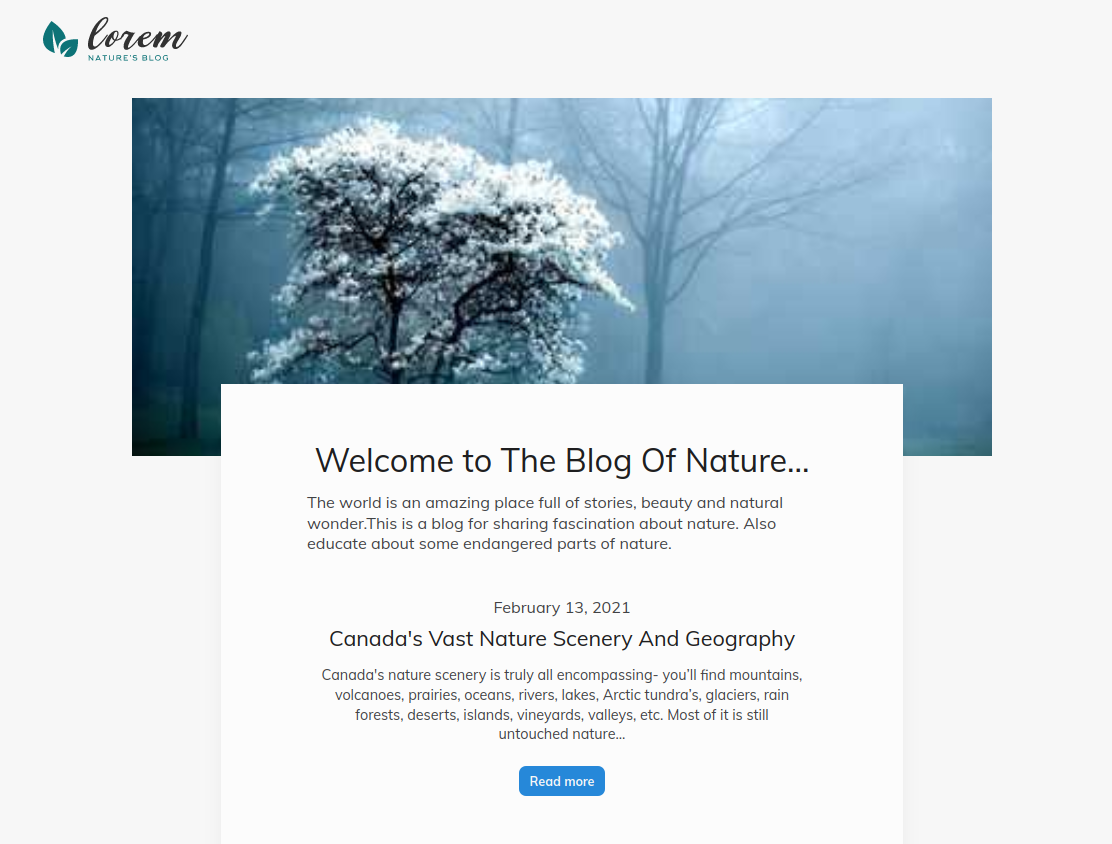 lorem
NATURE'S BLOG
Welcome to The Blog Of Nature...
The world is an amazing place full of stories, beauty and natural
wonder.This is a blog for sharing fascination about nature. Also
educate about some endangered parts of nature.
February 13, 2021
Canada's Vast Nature Scenery And Geography
Canada's nature scenery is truly all encompassing- you’ll find mountains,
volcanoes, prairies, oceans, rivers, lakes, Arctic tundra’s, glaciers, rain
forests, deserts, islands, vineyards, valleys, etc. Most of it is still
untouched nature...
Read more